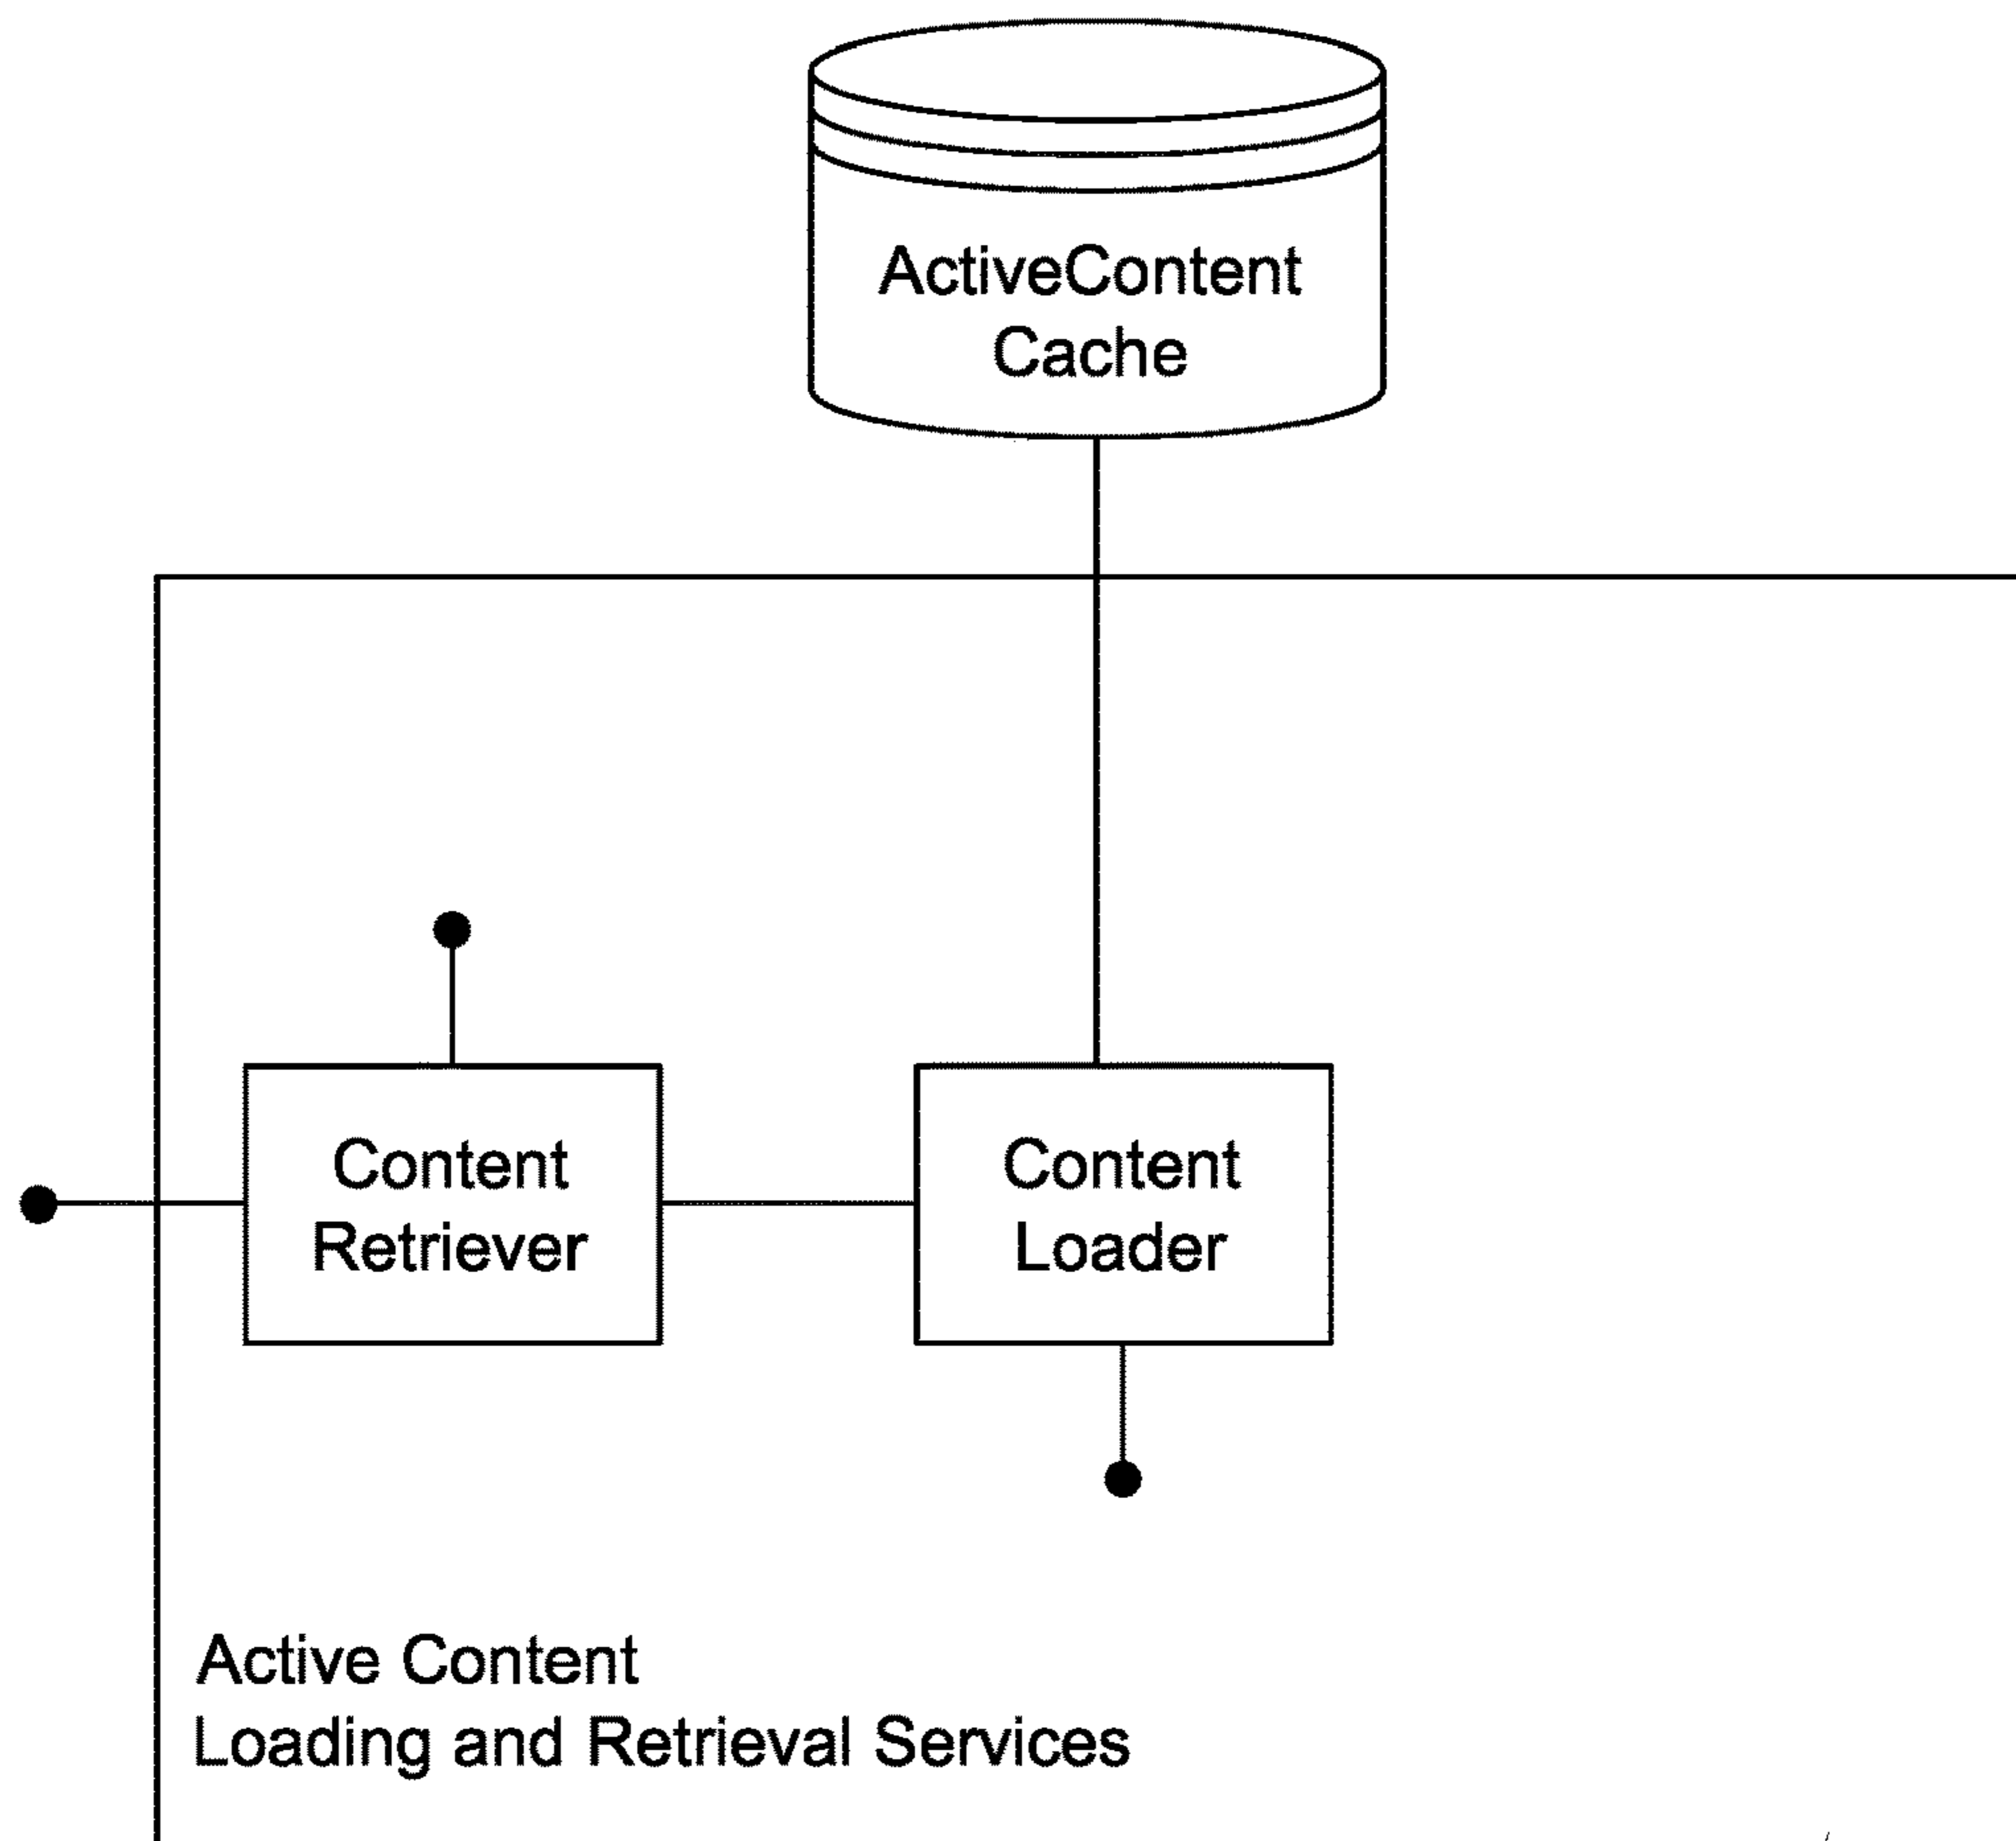 ActiveContent
Cache
Content
Retriever
Content
Loader
Active Content
Loading and Retrieval Services